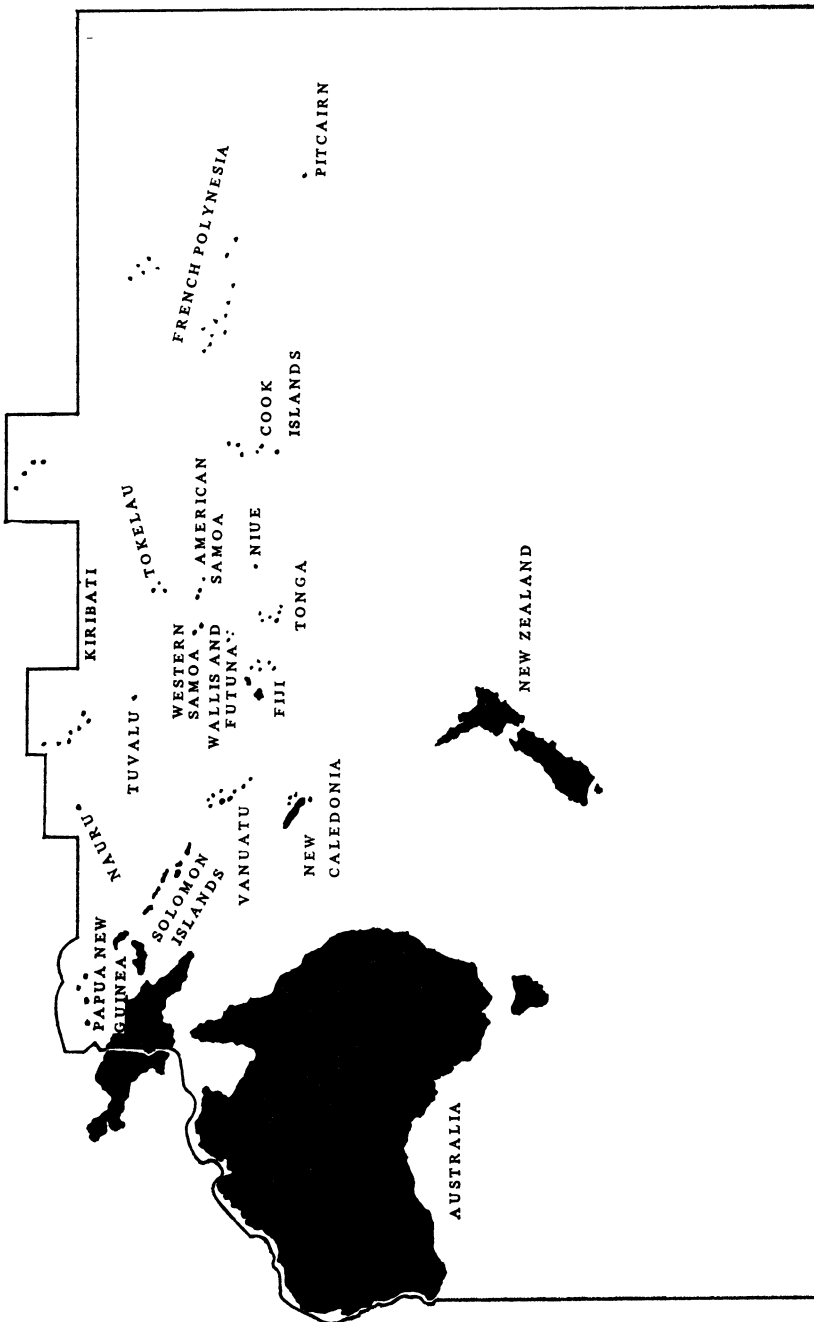 PAPUA NEW
GUINEA
NAURU
KIRIBATI
SOLOMON
ISLANDS
TUVALU
TOKELAU
FRENCH POLYNESIA
WESTERN
SAMOA
AMERICAN
SAMOA
WALLIS AND
FUTUNA
VANUATU
FIJI
NIUE
COOK
ISLANDS
TONGA
NEW
CALEDONIA
PITCAIRN
AUSTRALIA
NEW ZEALAND